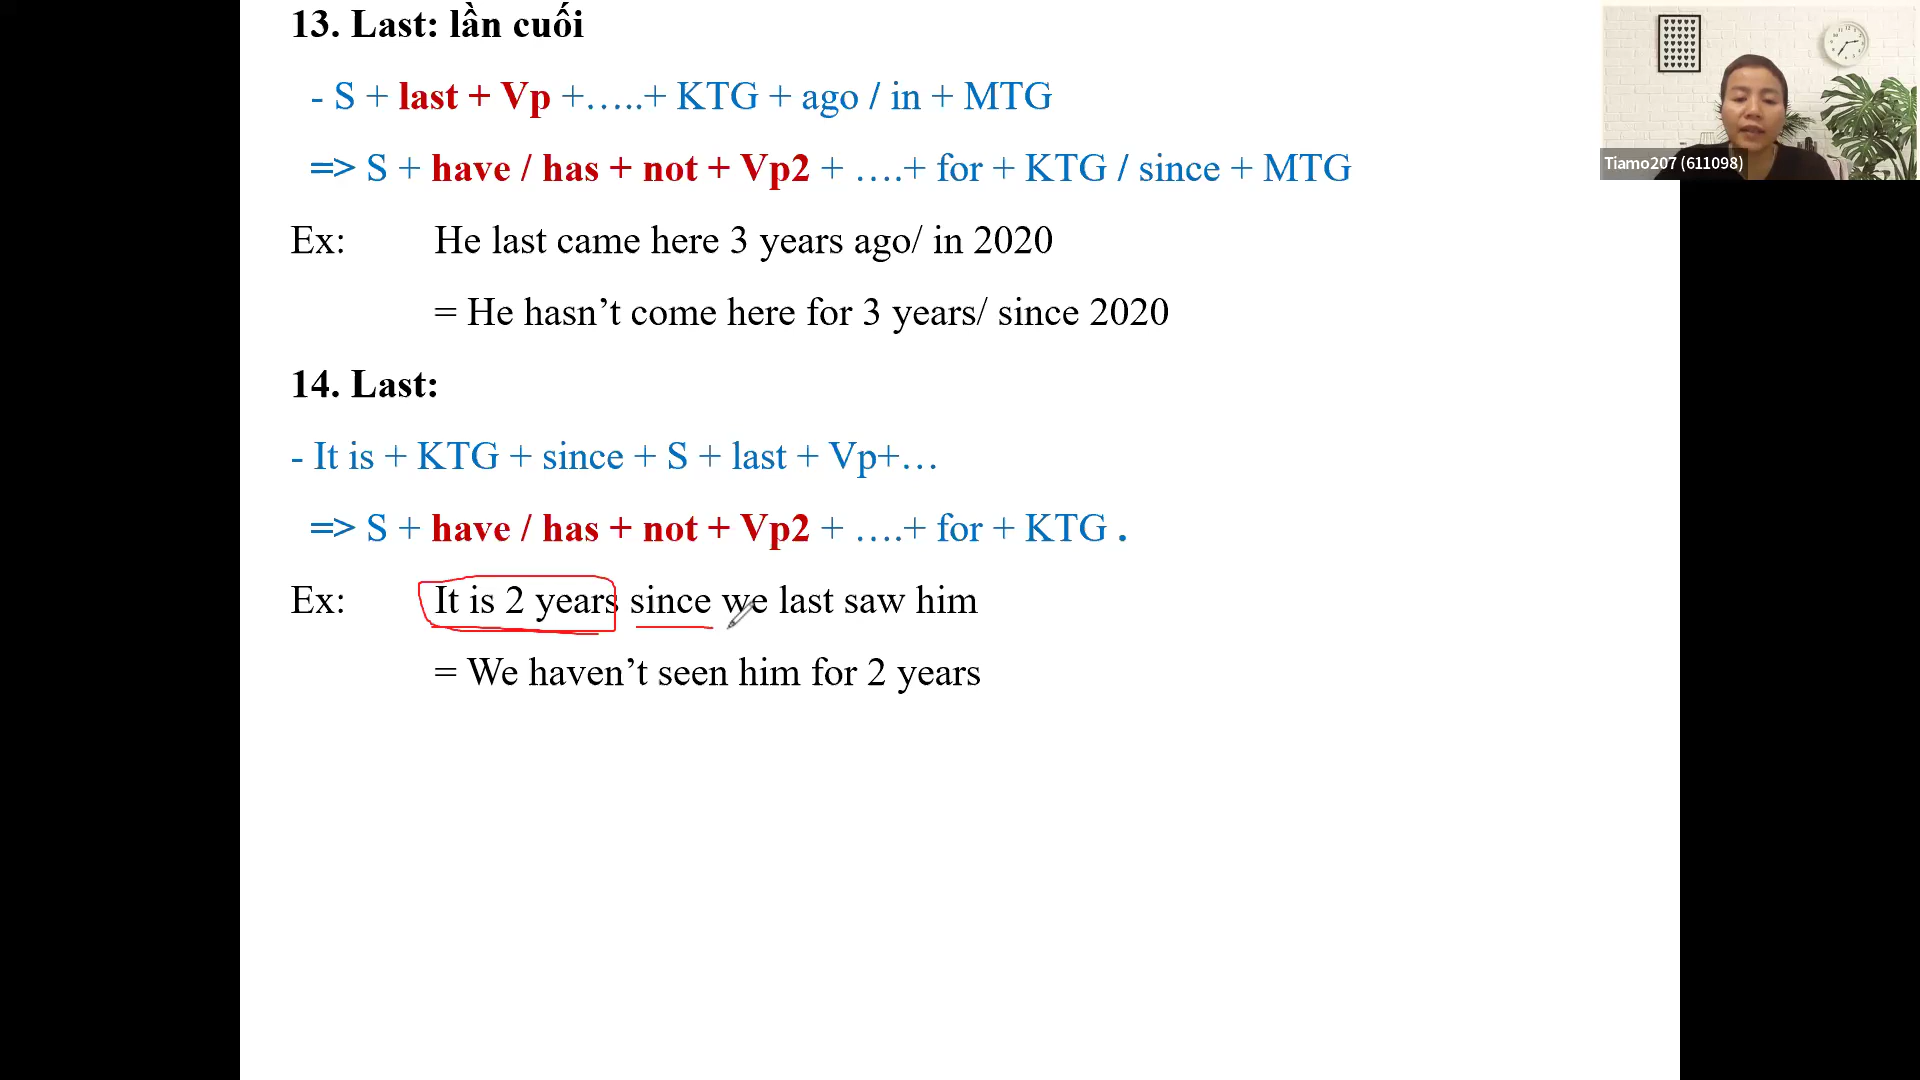 13. Last: lần cuối
- S + last + Vp +…..+ KTG + ago / in + MTG
=> S + have / has + not + Vp2 + ….+ for + KTG / since + MTG
Ex: He last came here 3 years ago/ in 2020
= He hasn’t come here for 3 years/ since 2020
14. Last:
- It is + KTG + since + S + last + Vp+…
=> S + have / has + not + Vp2 + ….+ for + KTG .
Ex: It is 2 years since we last saw him
= We haven’t seen him for 2 years
Tiamo207 (611098)